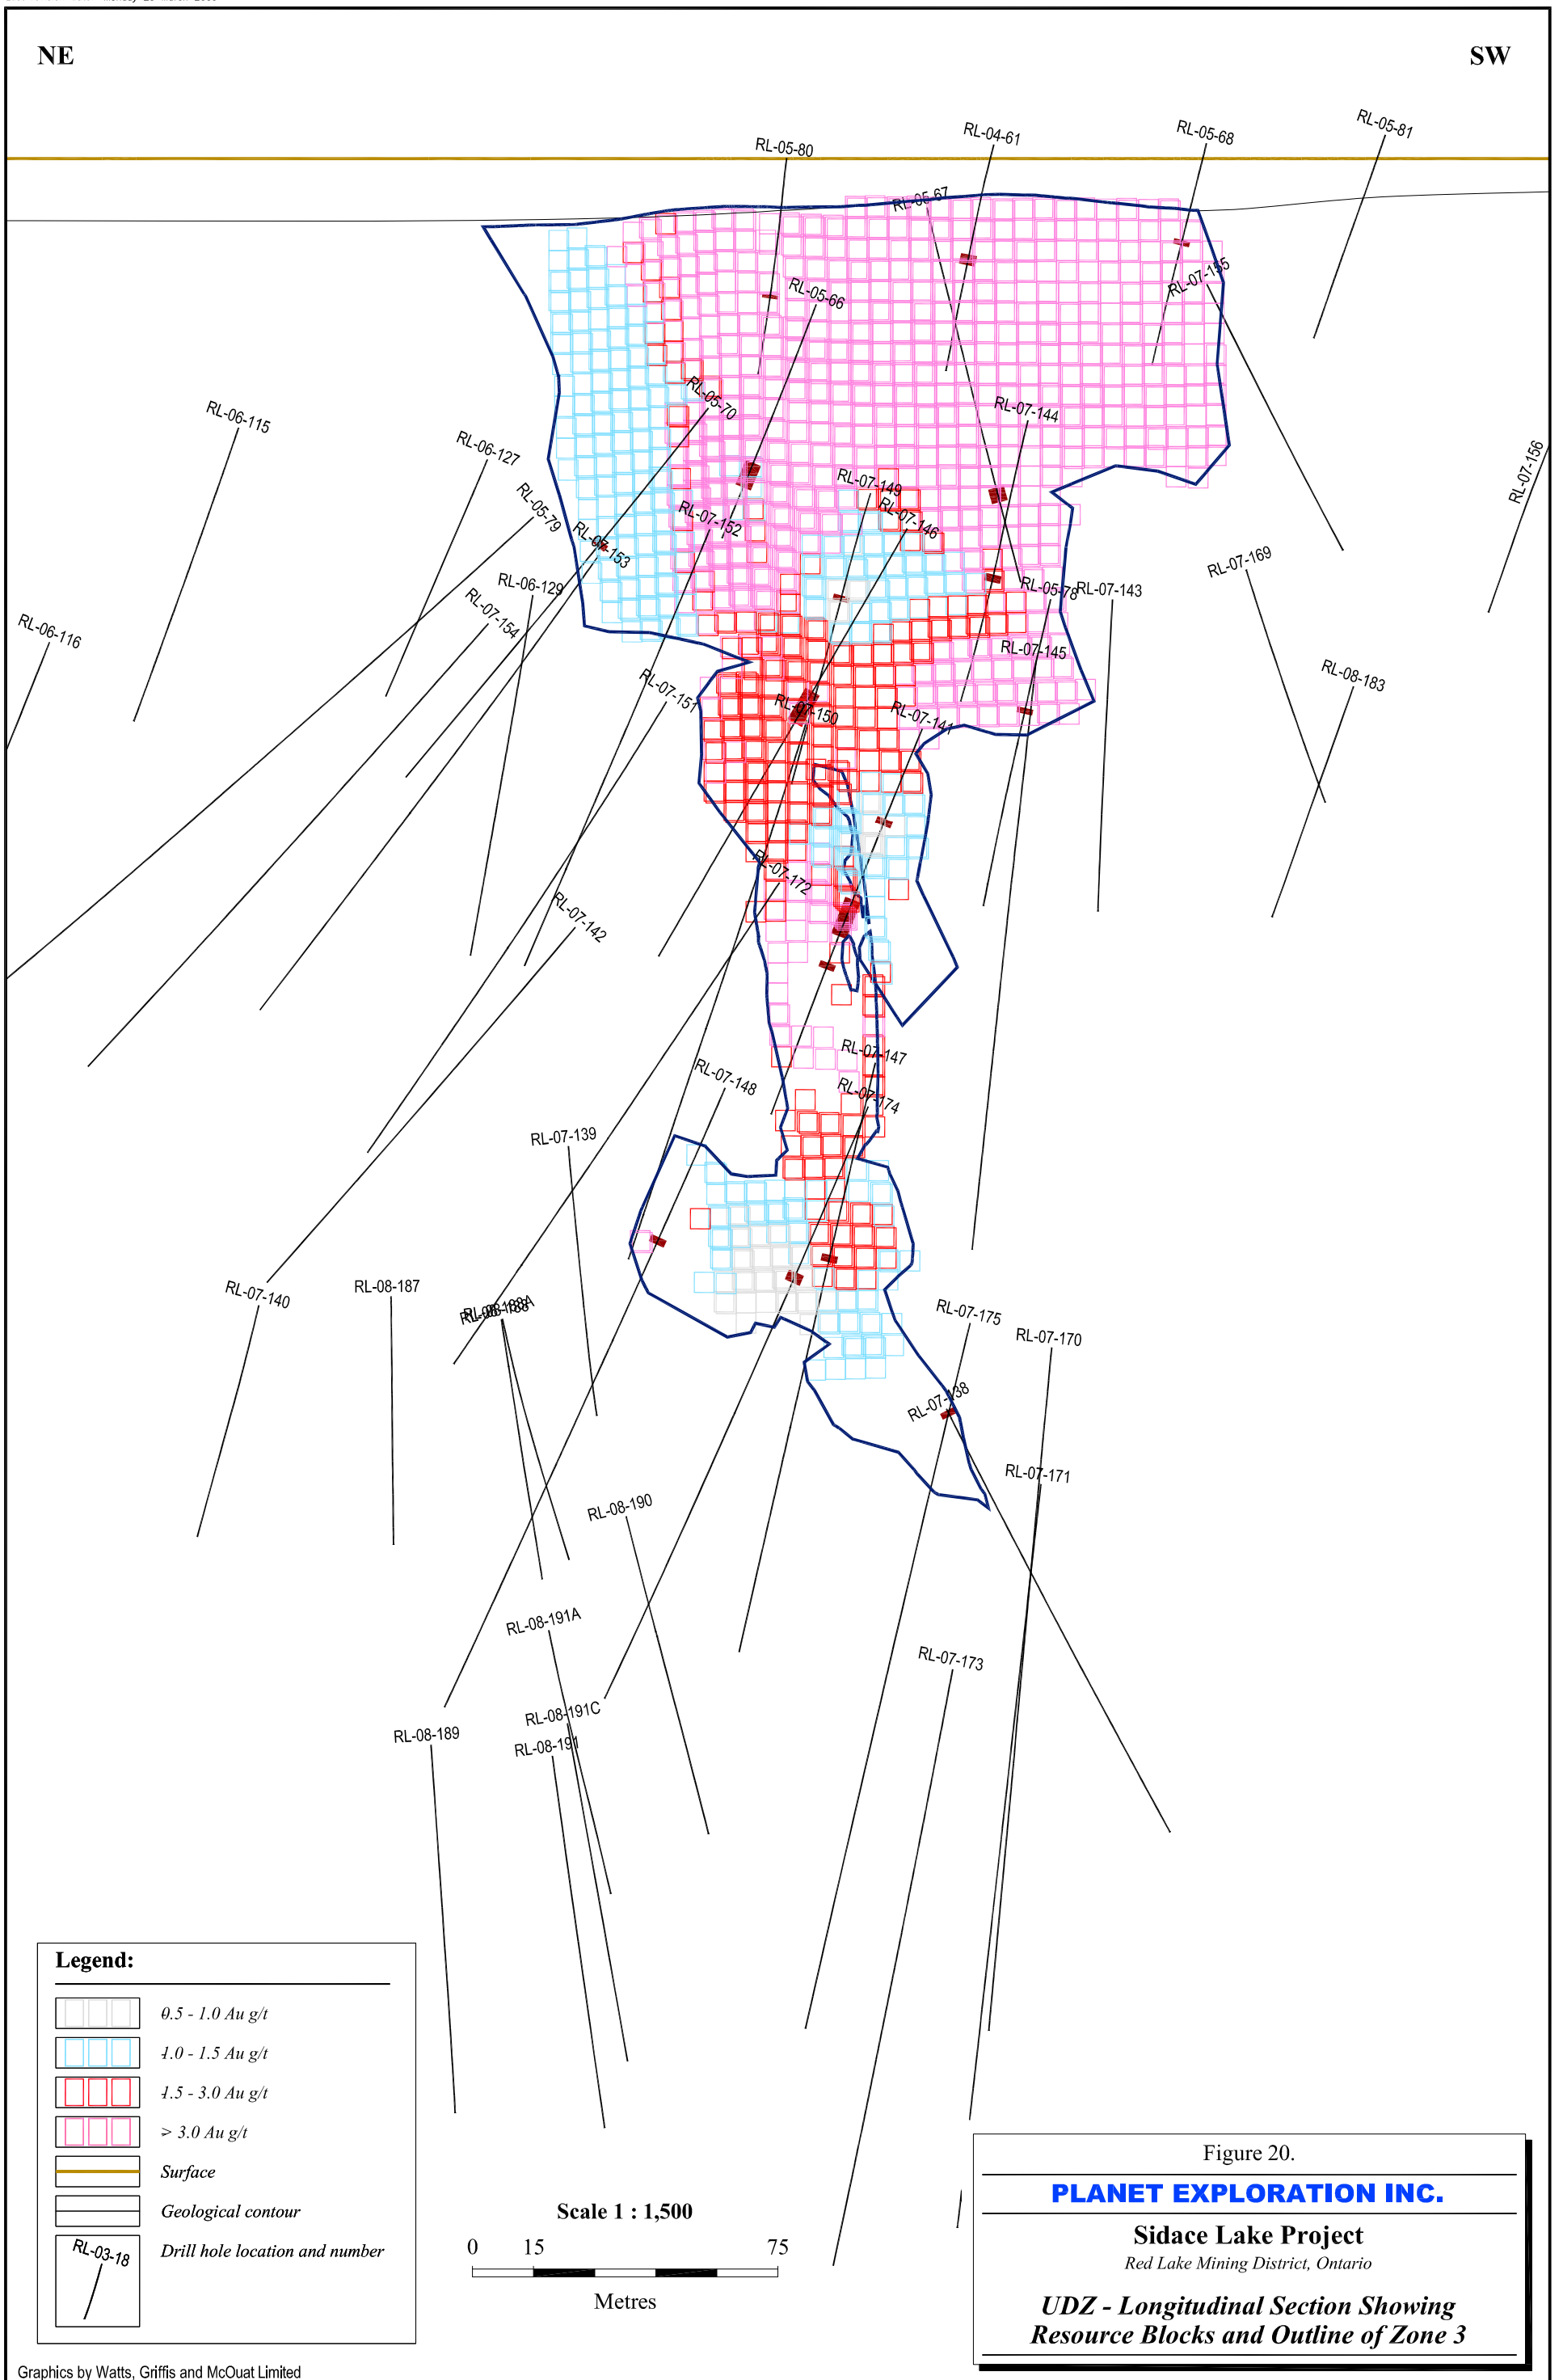 NE
SW
RL-05-81
RL-04-61
RL-05-68
RL-05-80
RL-05-67
RL-07-155
RL-05-66
RL-05-70
RL-07-144
RL-06-115
RL-06-127
RL-07-156
RL-07-149
RL-05-79
RL-07-146
RL-07-152
RL-07-153
RL-07-169
RL-06-129
RL-05-78
RL-07-143
RL-07-154
RL-06-116
RL-07-145
RL-08-183
RL-07-151
RL-07-150
RL-07-141
RL-07-172
RL-07-142
RL-07-147
RL-07-148
RL-07-174
RL-07-139
RL-08-187
RL-07-140
RL-07-175
RL-07-170
RL-07-138
RL-07-171
RL-08-190
RL-08-191A
RL-07-173
RL-08-191C
RL-08-189
RL-08-191
Legend:
0.5 - 1.0 Au g/t
1.0 - 1.5 Au g/t
1.5 - 3.0 Au g/t
> 3.0 Au g/t
Surface
Geological contour
RL-03-18
Drill hole location and number
Scale 1 : 1,500
0 15 75
Metres
Figure 20.
PLANET EXPLORATION INC.
Sidace Lake Project
Red Lake Mining District, Ontario
UDZ - Longitudinal Section Showing
Resource Blocks and Outline of Zone 3
Graphics by Watts, Griffis and McOuat Limited